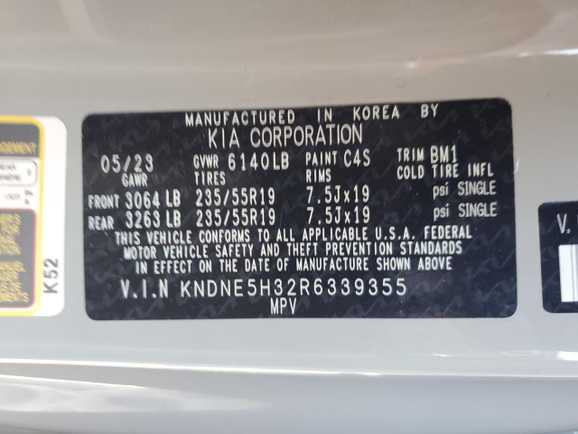 MANUFACTURED IN KOREA BY
KIA CORPORATION
05/23 GVWR 6140LB PAINT C4S TRIM BM1
GAWR TIRES RIMS COLD TIRE INFL
FRONT 3064 LB 235/55R19 7.5Jx19 psi SINGLE
REAR 3263 LB 235/55R19 7.5Jx19 psi SINGLE
THIS VEHICLE CONFORMS TO ALL APPLICABLE U.S.A. FEDERAL
MOTOR VEHICLE SAFETY AND THEFT PREVENTION STANDARDS
IN EFFECT ON THE DATE OF MANUFACTURE SHOWN ABOVE
V.I.N KNDNE5H32R6339355
MPV
K52
V.